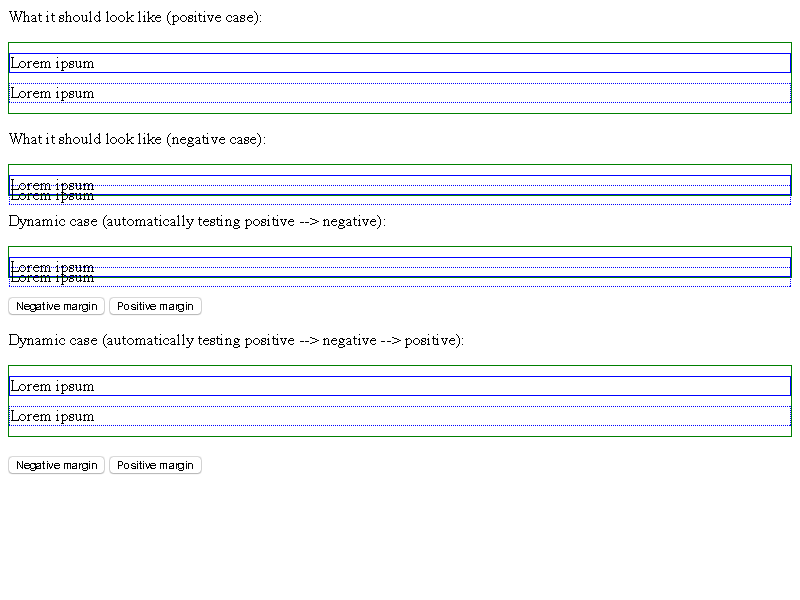 What it should look like (positive case):
Lorem ipsum
Lorem ipsum
What it should look like (negative case):
Lorem ipsum
Lorem ipsum
Dynamic case (automatically testing positive --> negative):
Lorem ipsum
Lorem ipsum
Negative margin Positive margin
Dynamic case (automatically testing positive --> negative --> positive):
Lorem ipsum
Lorem ipsum
Negative margin Positive margin